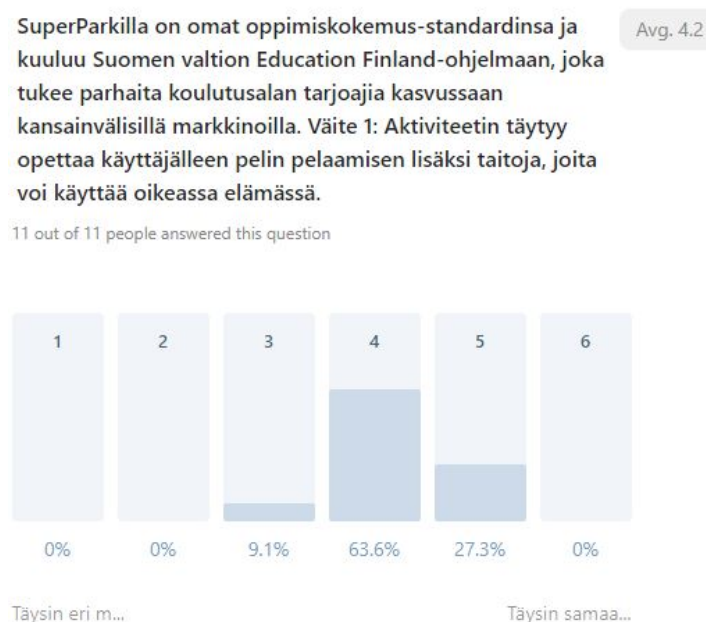 SuperParkilla on omat oppimiskokemus-standardinsa ja
kuuluu Suomen valtion Education Finland-ohjelmaan, joka
tukee parhaita koulutusalan tarjoajia kasvussaan
kansainvälisillä markkinoilla. Väite 1: Aktiviteetin täytyy
opettaa käyttäjälleen pelin pelaamisen lisäksi taitoja, joita
voi käyttää oikeassa elämässä.
Avg. 4.2
11 out of 11 people answered this question
1 2 3 4 5 6
0% 0% 9.1% 63.6% 27.3% 0%
Täysin eri m... Täysin samaa...